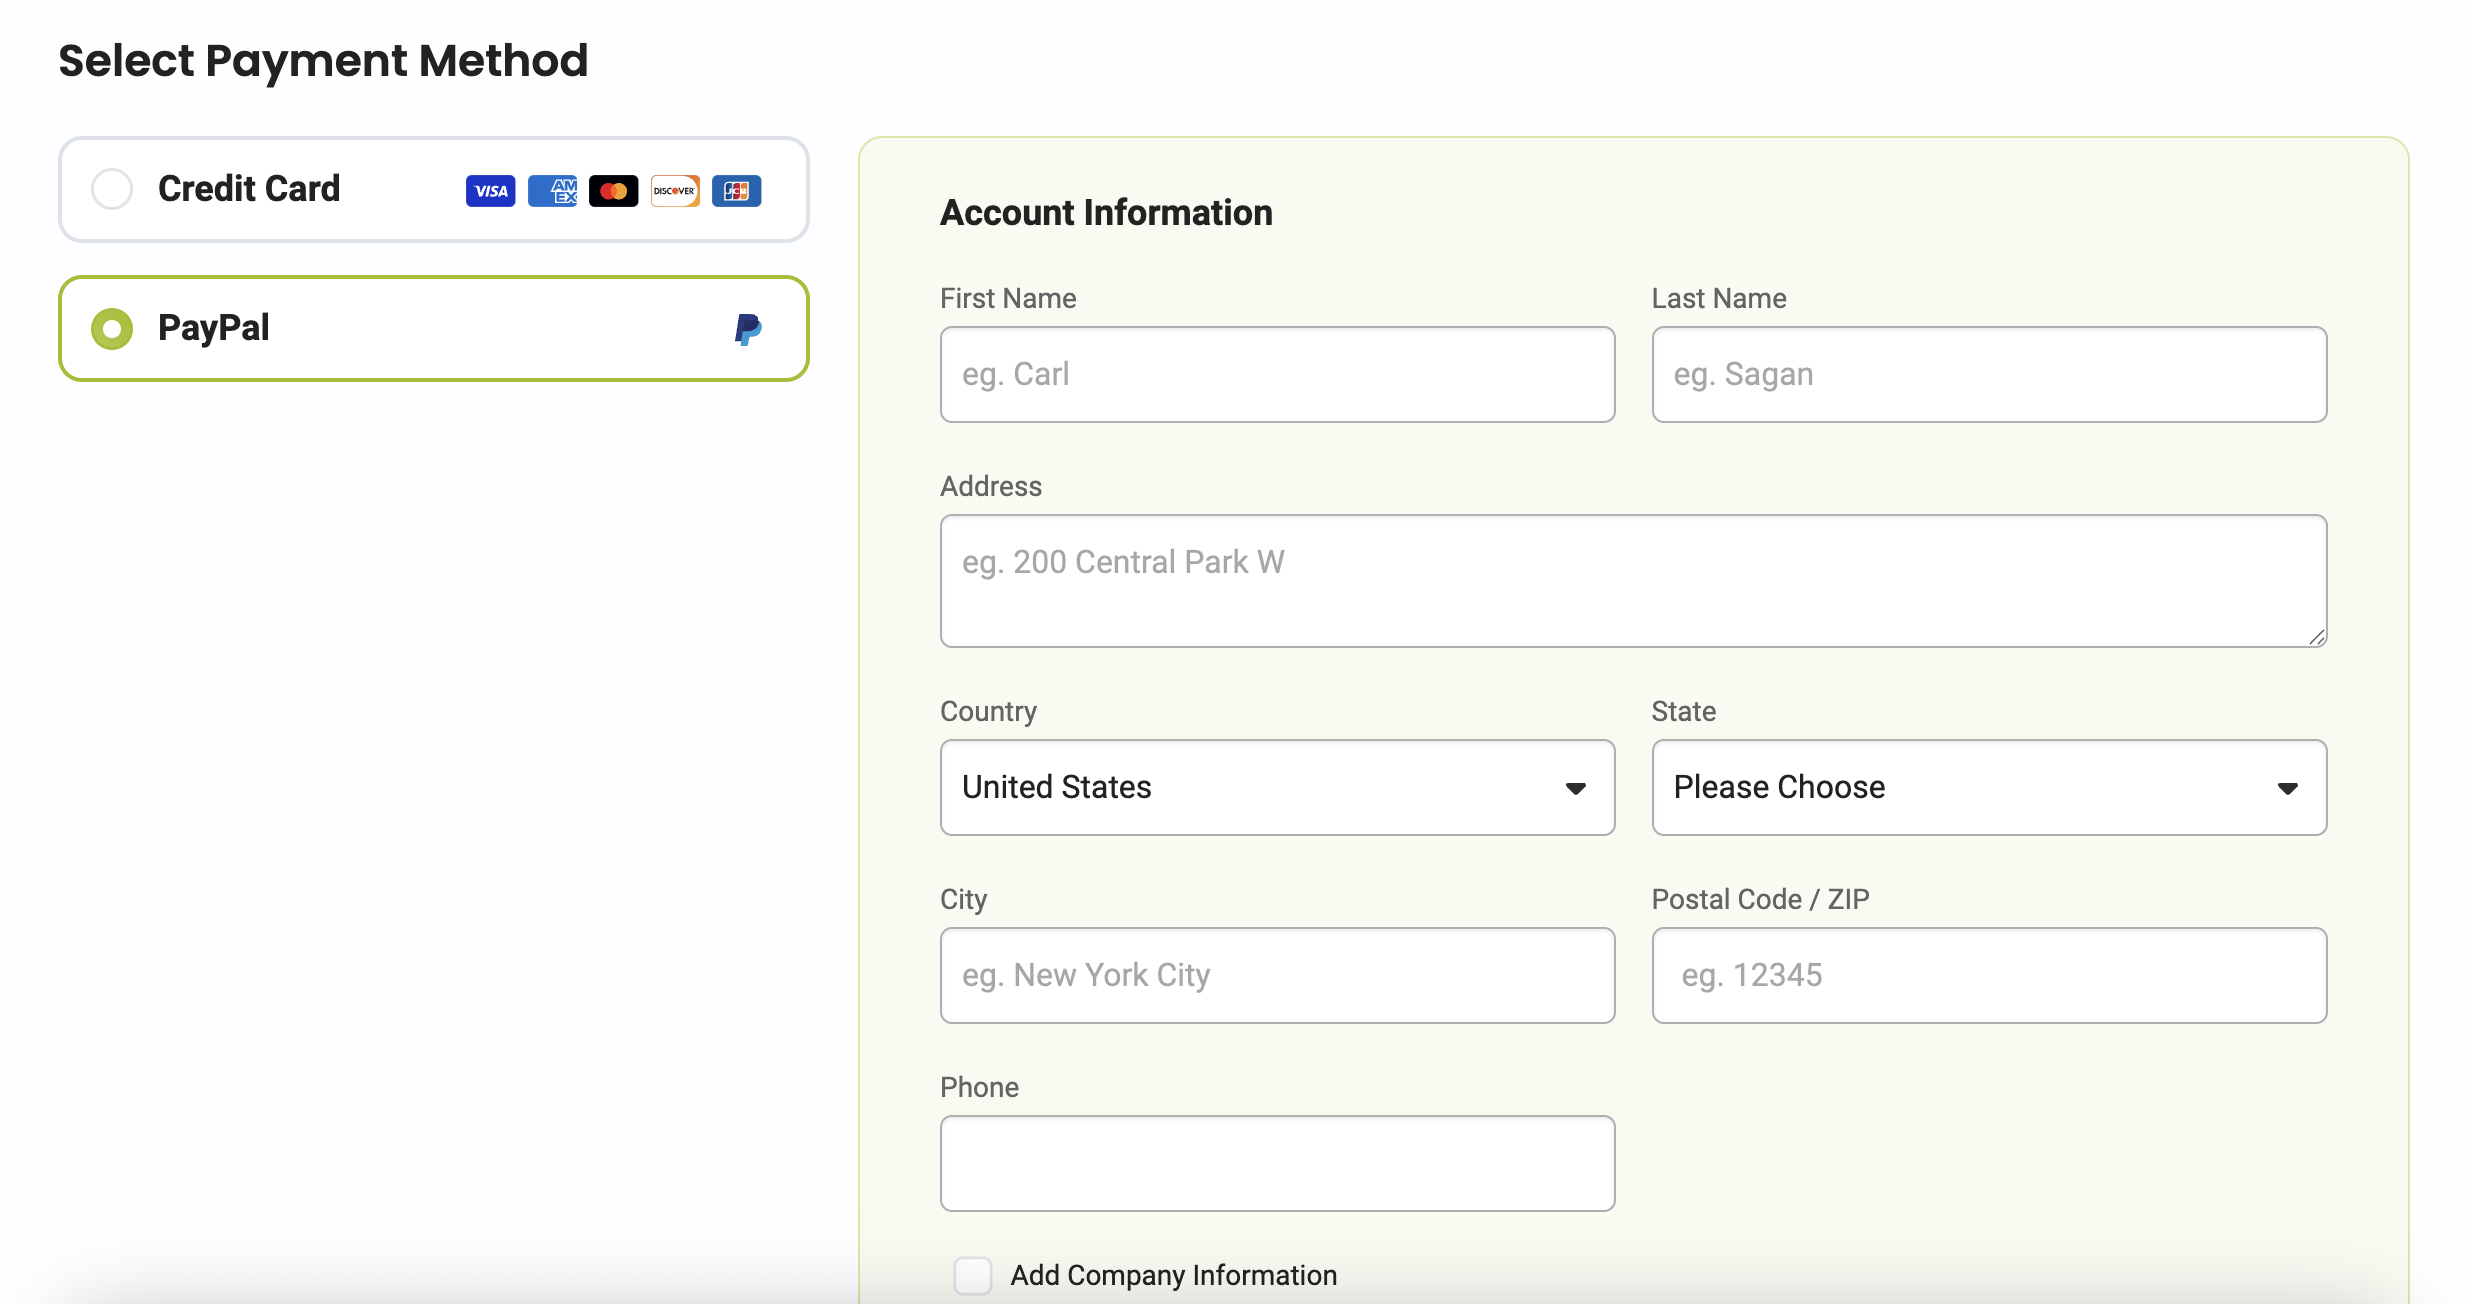 Select Payment Method
Credit Card
VISA
AM
EX
DISCOVER
JCB
PayPal
Account Information
First Name
Last Name
eg. Carl
eg. Sagan
Address
eg. 200 Central Park W
Country
State
United States
Please Choose
City
Postal Code / ZIP
eg. New York City
eg. 12345
Phone
Add Company Information